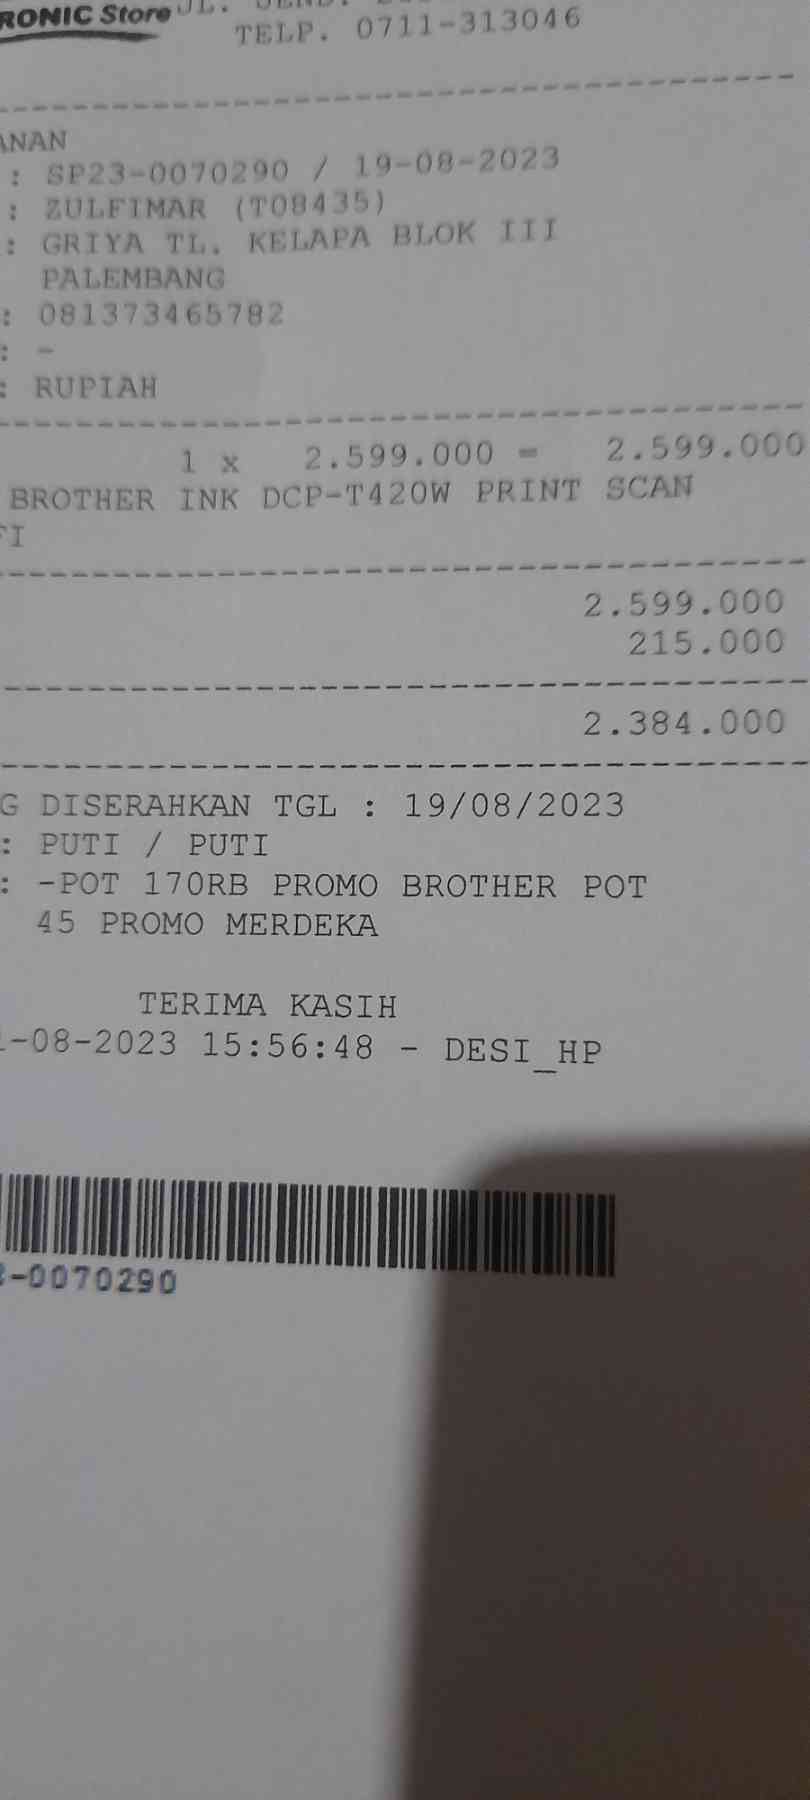 RONIC Store
TELP. 0711-313046
ANAN
: SP23-0070290 / 19-08-2023
: ZULFIMAR (T08435)
: GRIYA TL. KELAPA BLOK III
PALEMBANG
: 081373465782
: -
: RUPIAH
1 x 2.599.000 = 2.599.000
BROTHER INK DCP-T420W PRINT SCAN
FI
2.599.000
215.000
2.384.000
G DISERAHKAN TGL : 19/08/2023
: PUTI / PUTI
: -POT 170RB PROMO BROTHER POT
45 PROMO MERDEKA
TERIMA KASIH
-08-2023 15:56:48 - DESI_HP
-0070290